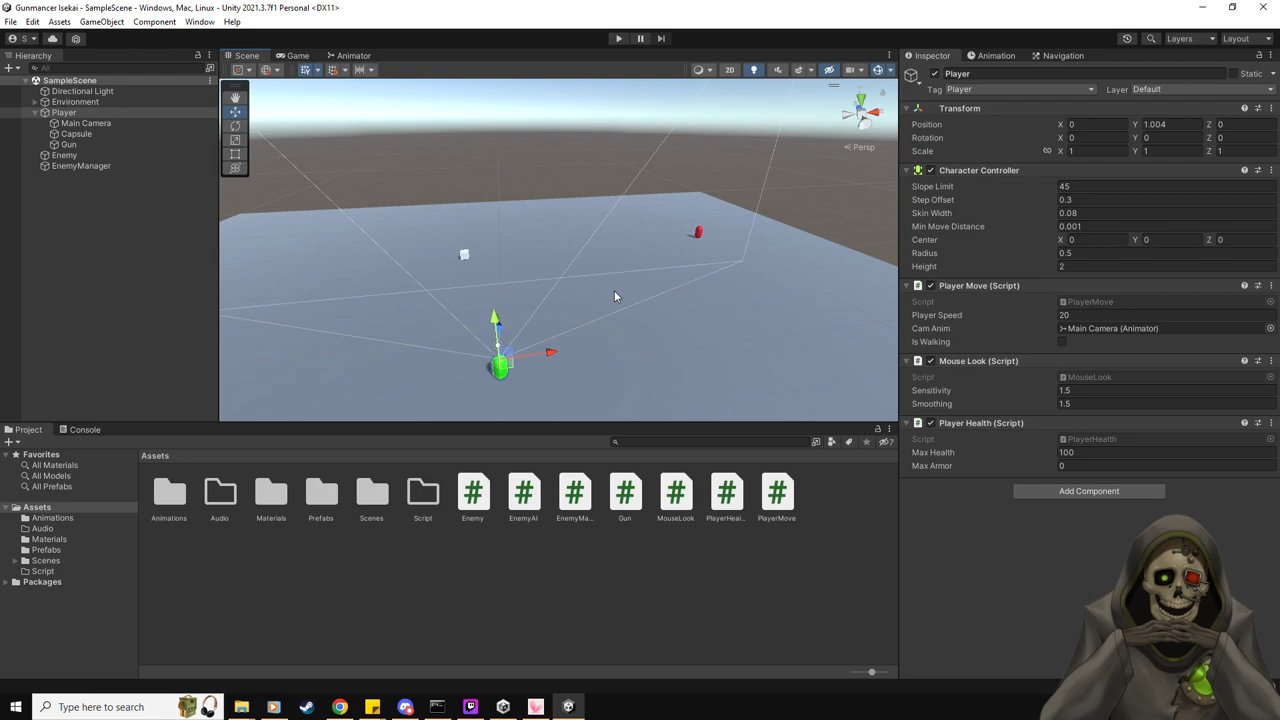 Gunmancer Isekai - SampleScene - Windows, Mac, Linux - Unity 2021.3.7f1 Personal <DX11>
File Edit Assets GameObject Component Window Help
S Layers Layout
Hierarchy Scene Game Animator Inspector Animation Navigation
All 2D
SampleScene
Directional Light
Environment
Player
Main Camera
Capsule
Gun
Enemy
EnemyManager
Persp
Player Static
Tag Player Layer Default
Transform
Position X 0 Y 1.004 Z 0
Rotation X 0 Y 0 Z 0
Scale X 1 Y 1 Z 1
Character Controller
Slope Limit 45
Step Offset 0.3
Skin Width 0.08
Min Move Distance 0.001
Center X 0 Y 0 Z 0
Radius 0.5
Height 2
Player Move (Script)
Script PlayerMove
Player Speed 20
Cam Anim Main Camera (Animator)
Is Walking
Mouse Look (Script)
Script MouseLook
Sensitivity 1.5
Smoothing 1.5
Player Health (Script)
Script PlayerHealth
Max Health 100
Max Armor 0
Add Component
Project Console
7
Favorites
All Materials
All Models
All Prefabs
Assets
Animations
Audio
Materials
Prefabs
Scenes
Script
Packages
Assets
Animations Audio Materials Prefabs Scenes Script Enemy EnemyAI EnemyMa... Gun MouseLook PlayerHeal... PlayerMove
Type here to search